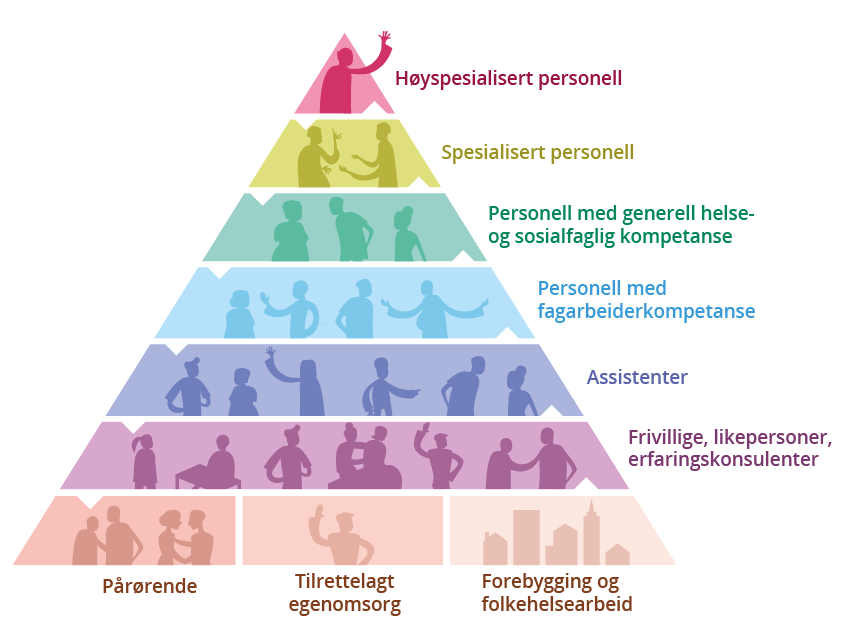 Høyspesialisert personell
Spesialisert personell
Personell med generell helse-
og sosialfaglig kompetanse
Personell med
fagarbeiderkompetanse
Assistenter
Frivillige, likepersoner,
erfaringskonsulenter
Pårørende
Tilrettelagt
egenomsorg
Forebygging og
folkehelsearbeid